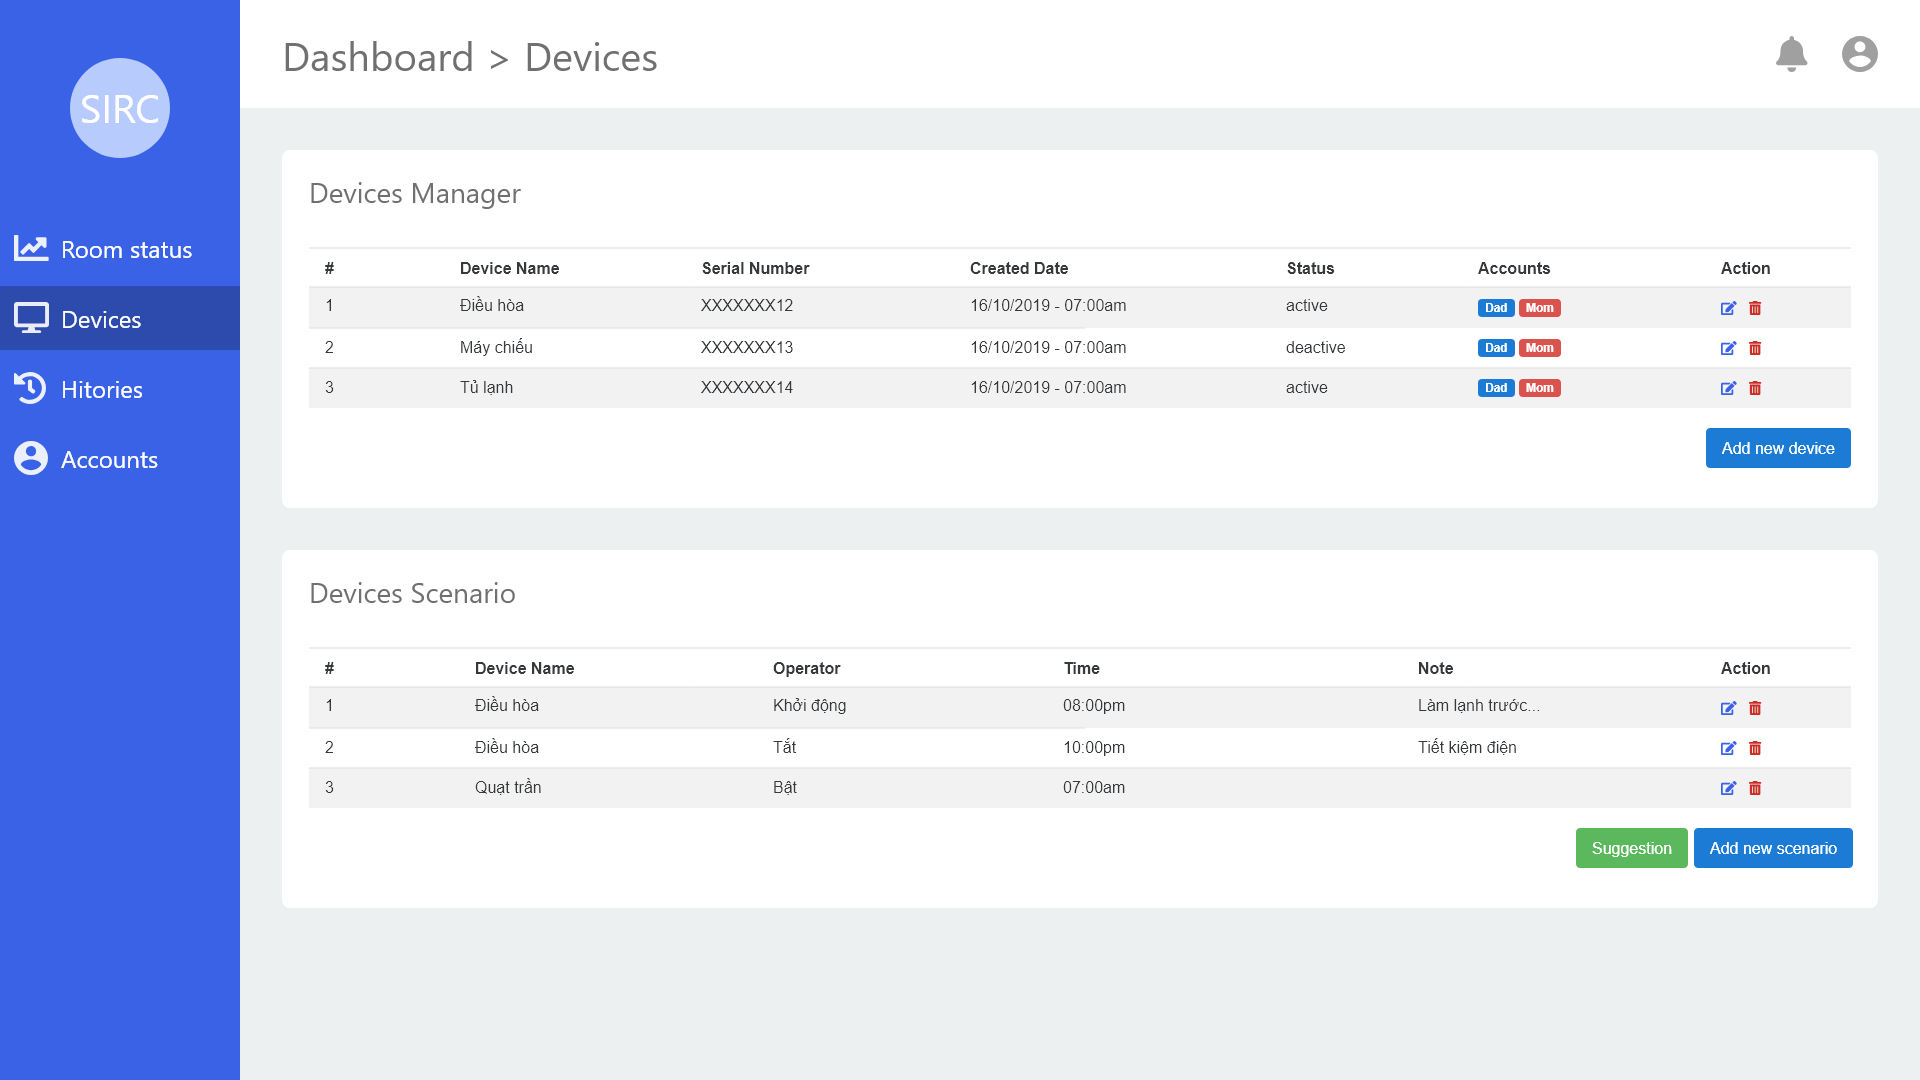 SIRC
Dashboard > Devices
Room status
Devices
Hitories
Accounts
Devices Manager
# Device Name Serial Number Created Date Status Accounts Action
1 Điều hòa XXXXXXX12 16/10/2019 - 07:00am active Dad Mom
2 Máy chiếu XXXXXXX13 16/10/2019 - 07:00am deactive Dad Mom
3 Tủ lạnh XXXXXXX14 16/10/2019 - 07:00am active Dad Mom
Add new device
Devices Scenario
# Device Name Operator Time Note Action
1 Điều hòa Khởi động 08:00pm Làm lạnh trước...
2 Điều hòa Tắt 10:00pm Tiết kiệm điện
3 Quạt trần Bật 07:00am
Suggestion Add new scenario